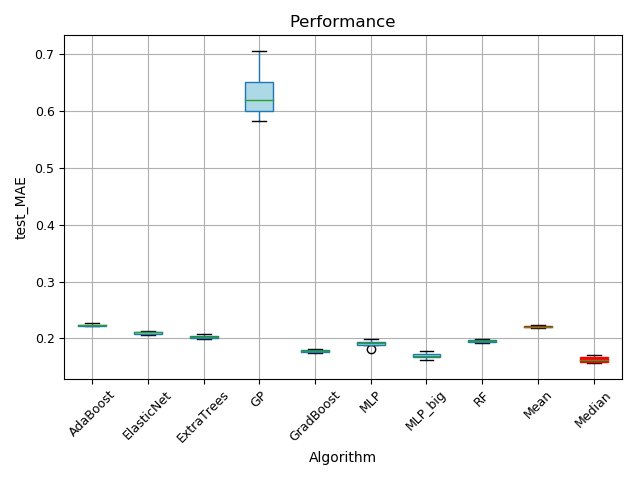 Performance
0.7
0.6
0.5
0.4
0.3
0.2
test_MAE
AdaBoost
ElasticNet
ExtraTrees
GP
GradBoost
MLP
MLP_big
RF
Mean
Median
Algorithm